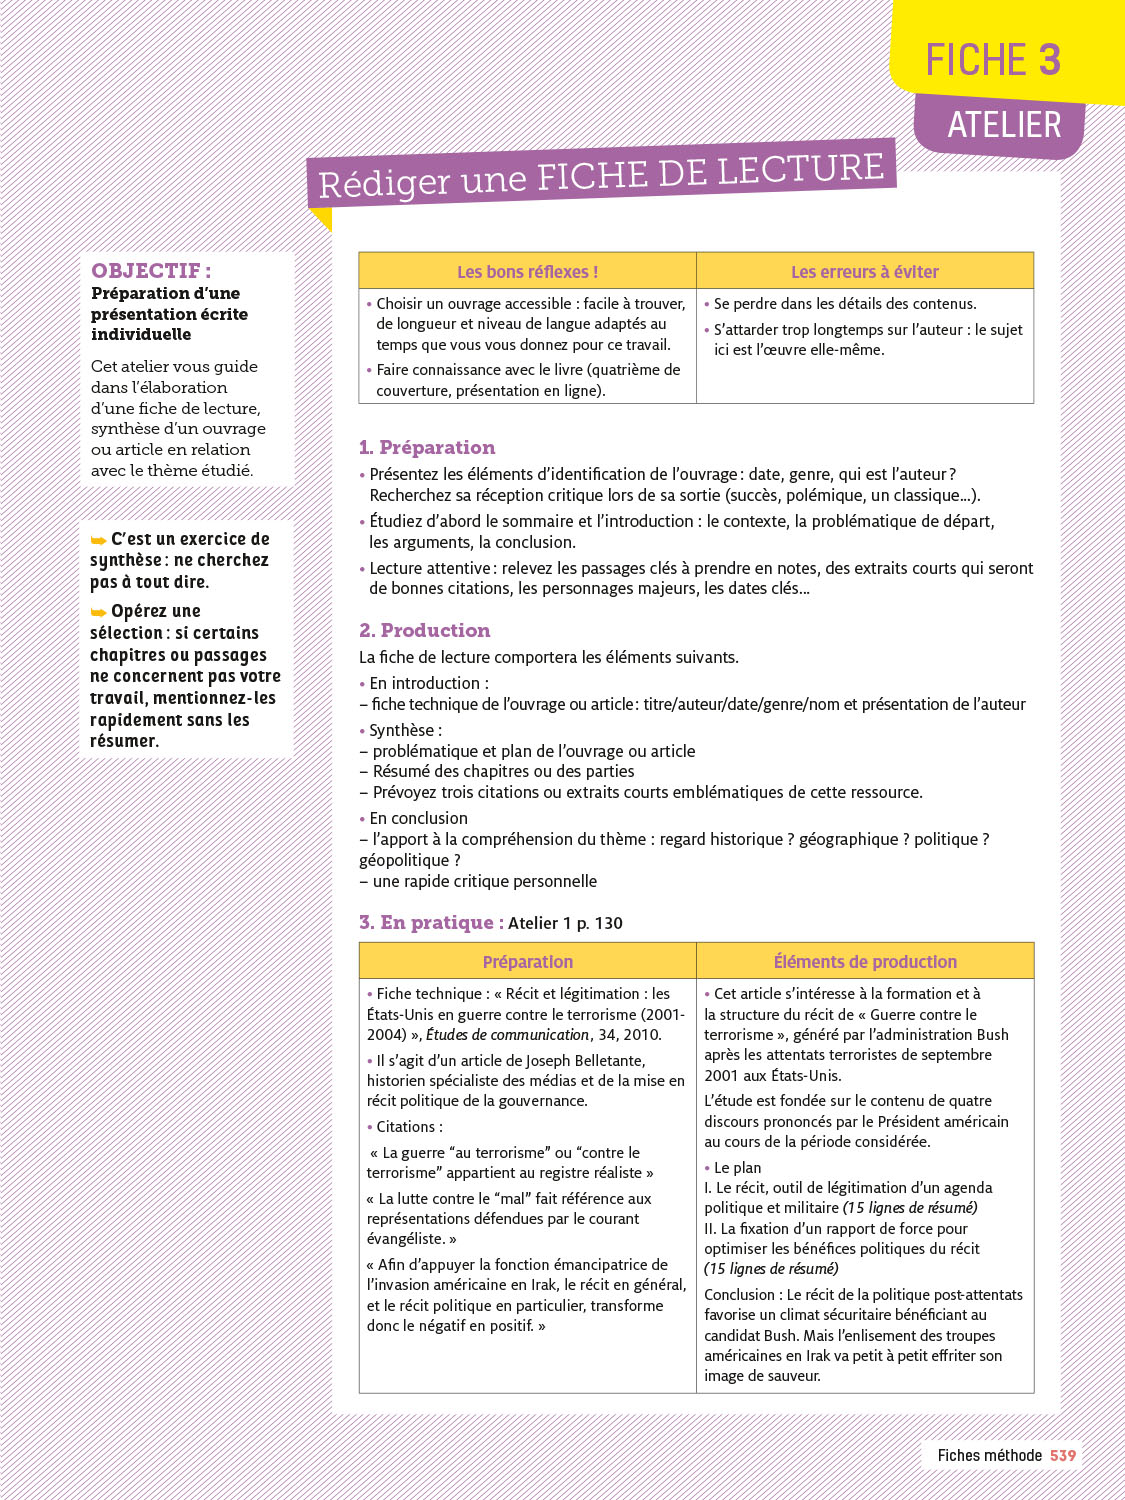 FICHE 3
ATELIER
Rédiger une FICHE DE LECTURE
OBJECTIF :
Préparation d’une
présentation écrite
individuelle
Cet atelier vous guide
dans l’élaboration
d’une fiche de lecture,
synthèse d’un ouvrage
ou article en relation
avec le thème étudié.
➥ C’est un exercice de
synthèse : ne cherchez
pas à tout dire.
➥ Opérez une
sélection : si certains
chapitres ou passages
ne concernent pas votre
travail, mentionnez-les
rapidement sans les
résumer.
Les bons réflexes !
• Choisir un ouvrage accessible : facile à trouver,
de longueur et niveau de langue adaptés au
temps que vous vous donnez pour ce travail.
• Faire connaissance avec le livre (quatrième de
couverture, présentation en ligne).
Les erreurs à éviter
• Se perdre dans les détails des contenus.
• S’attarder trop longtemps sur l’auteur : le sujet
ici est l’œuvre elle-même.
1. Préparation
• Présentez les éléments d’identification de l’ouvrage : date, genre, qui est l’auteur ?
Recherchez sa réception critique lors de sa sortie (succès, polémique, un classique…).
• Étudiez d’abord le sommaire et l’introduction : le contexte, la problématique de départ,
les arguments, la conclusion.
• Lecture attentive : relevez les passages clés à prendre en notes, des extraits courts qui seront
de bonnes citations, les personnages majeurs, les dates clés…
2. Production
La fiche de lecture comportera les éléments suivants.
• En introduction :
– fiche technique de l’ouvrage ou article : titre/auteur/date/genre/nom et présentation de l’auteur
• Synthèse :
– problématique et plan de l’ouvrage ou article
– Résumé des chapitres ou des parties
– Prévoyez trois citations ou extraits courts emblématiques de cette ressource.
• En conclusion
– l’apport à la compréhension du thème : regard historique ? géographique ? politique ?
géopolitique ?
– une rapide critique personnelle
3. En pratique : Atelier 1 p. 130
Préparation
• Fiche technique : « Récit et légitimation : les
États-Unis en guerre contre le terrorisme (2001-
2004) », Études de communication, 34, 2010.
• Il s’agit d’un article de Joseph Belletante,
historien spécialiste des médias et de la mise en
récit politique de la gouvernance.
• Citations :
« La guerre “au terrorisme” ou “contre le
terrorisme” appartient au registre réaliste »
« La lutte contre le “mal” fait référence aux
représentations défendues par le courant
évangéliste. »
« Afin d’appuyer la fonction émancipatrice de
l’invasion américaine en Irak, le récit en général,
et le récit politique en particulier, transforme
donc le négatif en positif. »
Éléments de production
• Cet article s’intéresse à la formation et à
la structure du récit de « Guerre contre le
terrorisme », généré par l’administration Bush
après les attentats terroristes de septembre
2001 aux États-Unis.
L’étude est fondée sur le contenu de quatre
discours prononcés par le Président américain
au cours de la période considérée.
• Le plan
I. Le récit, outil de légitimation d’un agenda
politique et militaire (15 lignes de résumé)
II. La fixation d’un rapport de force pour
optimiser les bénéfices politiques du récit
(15 lignes de résumé)
Conclusion : Le récit de la politique post-attentats
favorise un climat sécuritaire bénéficiant au
candidat Bush. Mais l’enlisement des troupes
américaines en Irak va petit à petit effriter son
image de sauveur.
Fiches méthode 539